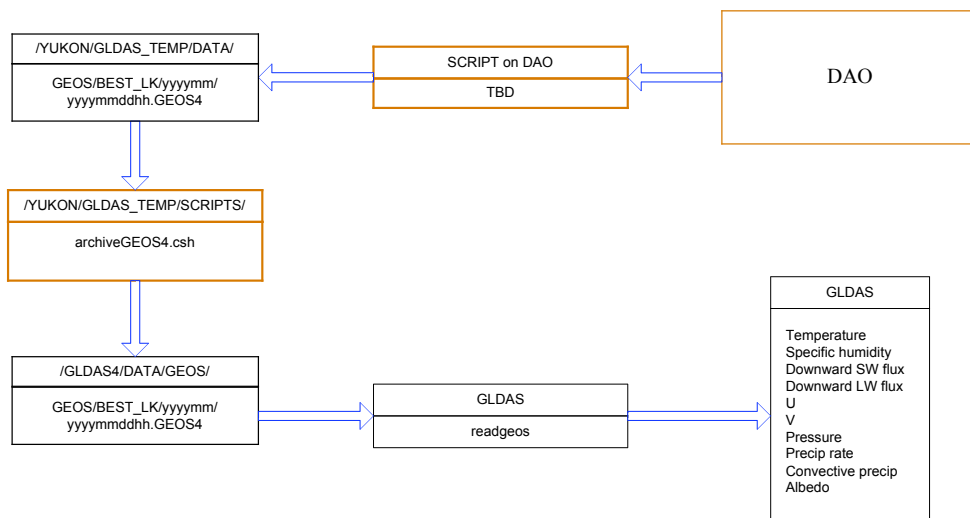 /YUKON/GLDAS_TEMP/DATA/
GEOS/BEST_LK/yyyymm/
yyyymmddhh.GEOS4
SCRIPT on DAO
TBD
DAO
/YUKON/GLDAS_TEMP/SCRIPTS/
archiveGEOS4.csh
/GLDAS4/DATA/GEOS/
GEOS/BEST_LK/yyyymm/
yyyymmddhh.GEOS4
GLDAS
readgeos
GLDAS
Temperature
Specific humidity
Downward SW flux
Downward LW flux
U
V
Pressure
Precip rate
Convective precip
Albedo